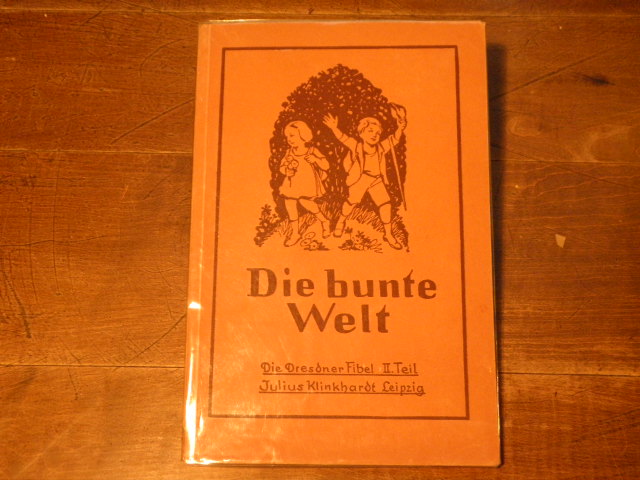 Die bunte
Welt
Die Dresdner Fibel II. Teil
Julius Klinkhardt Leipzig